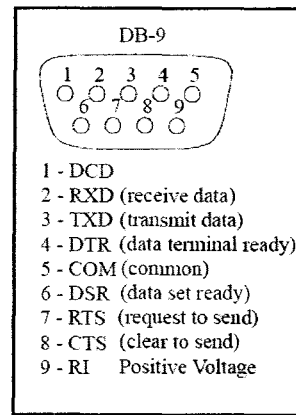 DB-9
1 2 3 4 5
6 7 8 9
1 - DCD
2 - RXD (receive data)
3 - TXD (transmit data)
4 - DTR (data terminal ready)
5 - COM (common)
6 - DSR (data set ready)
7 - RTS (request to send)
8 - CTS (clear to send)
9 - RI Positive Voltage